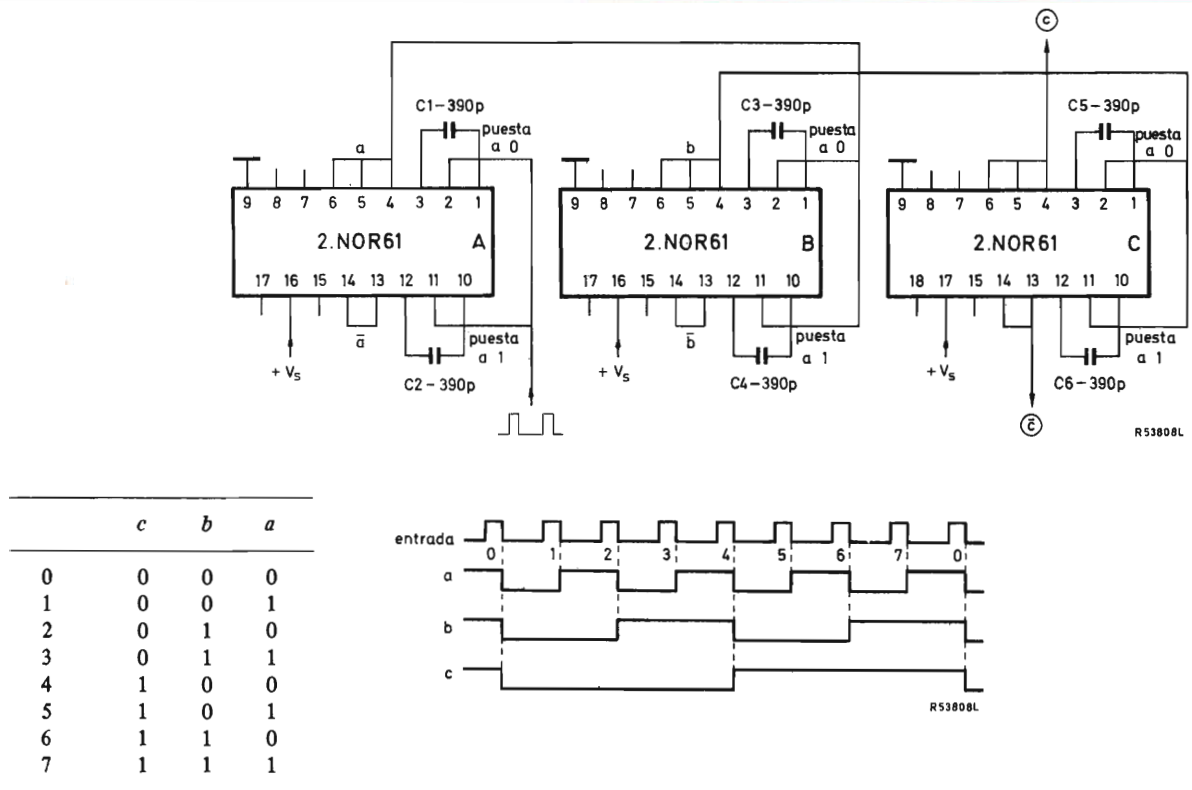 c
C1-390p
puesta
a 0
C3-390p
puesta
a 0
C5-390p
puesta
a 0
a
b
9 8 7 6 5 4 3 2 1
9 8 7 6 5 4 3 2 1
9 8 7 6 5 4 3 2 1
2.NOR61 A
2.NOR61 B
2.NOR61 C
17 16 15 14 13 12 11 10
17 16 15 14 13 12 11 10
18 17 15 14 13 12 11 10
a̅
b̅
puesta
a 1
puesta
a 1
puesta
a 1
+ Vs
+ Vs
+ Vs
C2-390p
C4-390p
C6-390p
c̅
R53808L
c b a
0 0 0 0
1 0 0 1
2 0 1 0
3 0 1 1
4 1 0 0
5 1 0 1
6 1 1 0
7 1 1 1
entrada
0 1 2 3 4 5 6 7 0
a
b
c
R53808L